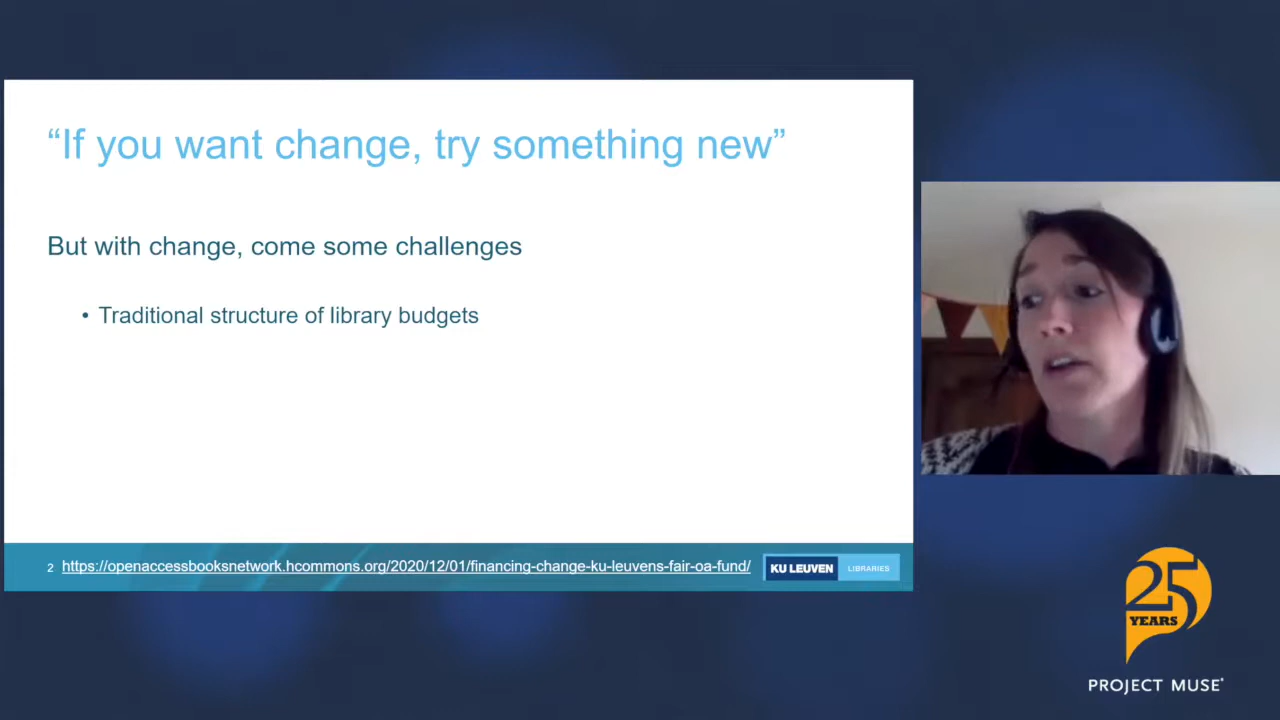 “If you want change, try something new”
But with change, come some challenges
• Traditional structure of library budgets
2 https://openaccessbooksnetwork.hcommons.org/2020/12/01/financing-change-ku-leuvens-fair-oa-fund/
KU LEUVEN LIBRARIES
25
YEARS
PROJECT MUSE®